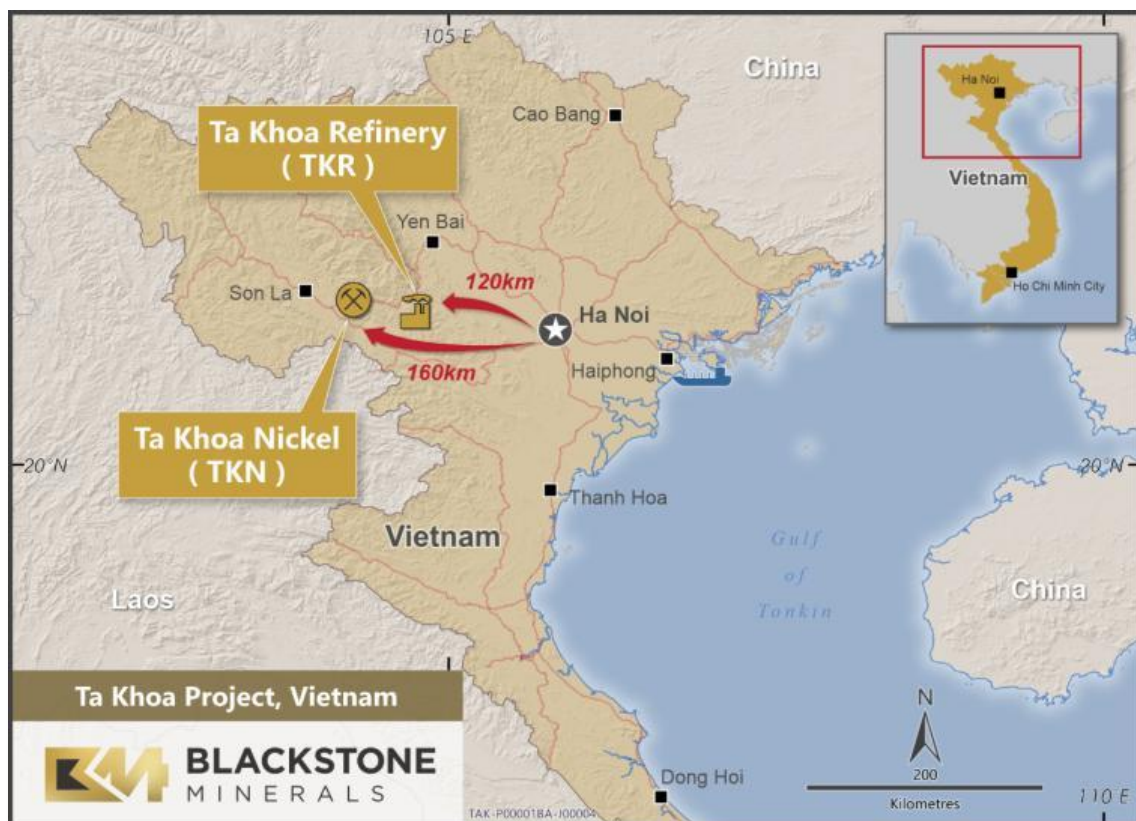 105 E
China
Cao Bang
Ta Khoa Refinery
( TKR )
Yen Bai
120km
Son La
Ha Noi
160km
Haiphong
Ta Khoa Nickel
( TKN )
20°N
20°N
Thanh Hoa
Vietnam
Gulf
of
Tonkin
Laos
China
Ta Khoa Project, Vietnam
BLACKSTONE
MINERALS
Dong Hoi
TAK-P00001BA-J00004
N
200
Kilometres
110 E
Ha Noi
Vietnam
Ho Chi Minh City